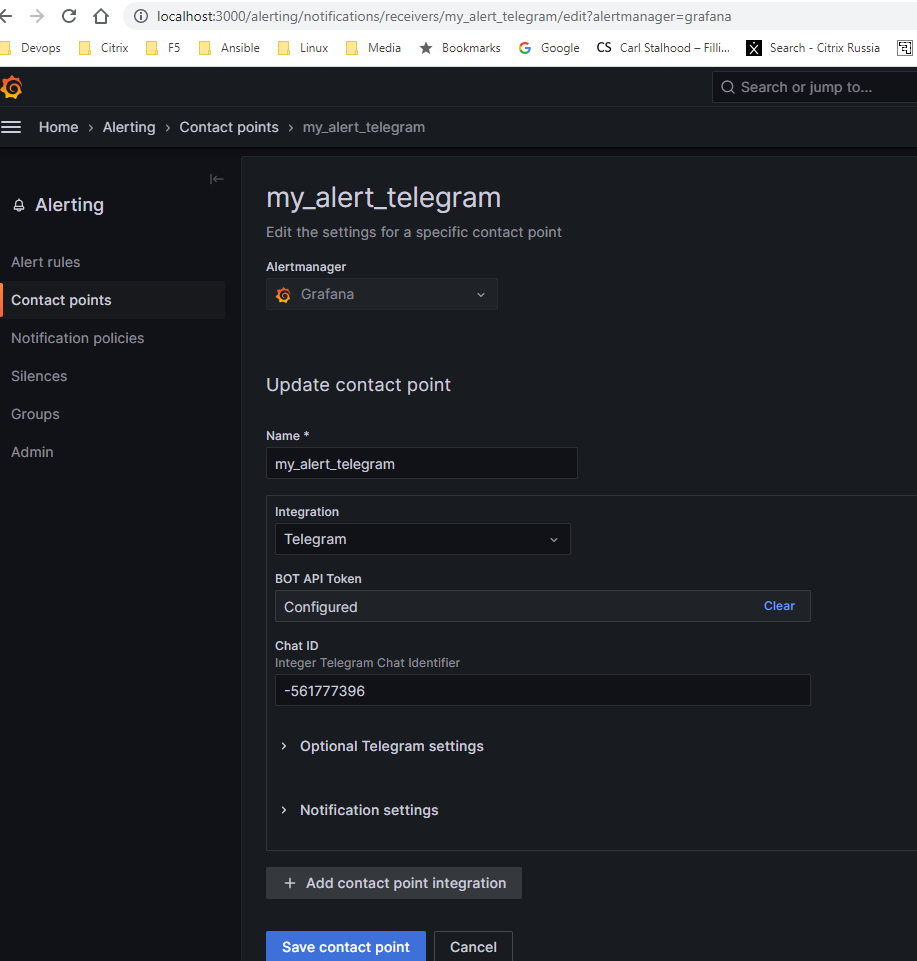 localhost:3000/alerting/notifications/receivers/my_alert_telegram/edit?alertmanager=grafana
Devops Citrix F5 Ansible Linux Media Bookmarks Google CS Carl Stalhood – Filli... Search - Citrix Russia
Search or jump to...
Home › Alerting › Contact points › my_alert_telegram
Alerting
Alert rules
Contact points
Notification policies
Silences
Groups
Admin
my_alert_telegram
Edit the settings for a specific contact point
Alertmanager
Grafana
Update contact point
Name *
my_alert_telegram
Integration
Telegram
BOT API Token
Configured Clear
Chat ID
Integer Telegram Chat Identifier
-561777396
Optional Telegram settings
Notification settings
+ Add contact point integration
Save contact point Cancel